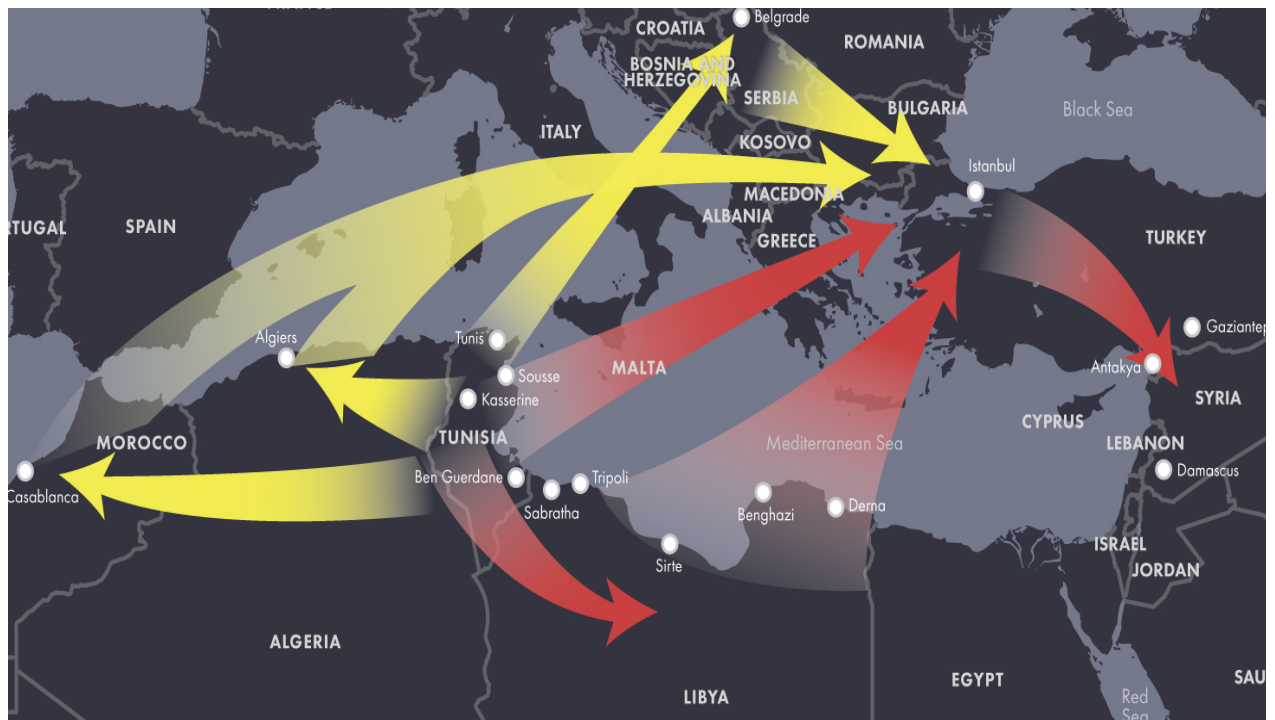 FRANCE
Belgrade
CROATIA
ROMANIA
BOSNIA AND
HERZEGOVINA
SERBIA
BULGARIA
Black Sea
ITALY
KOSOVO
Istanbul
MACEDONIA
RTUGAL
SPAIN
ALBANIA
GREECE
TURKEY
Algiers
Tunis
Gaziantep
MALTA
Antakya
Sousse
Kasserine
SYRIA
CYPRUS
MOROCCO
TUNISIA
Mediterranean Sea
LEBANON
Casablanca
Ben Guerdane
Tripoli
Damascus
Sabratha
Benghazi
Derna
ISRAEL
Sirte
JORDAN
ALGERIA
EGYPT
SAU
LIBYA
Red
Sea